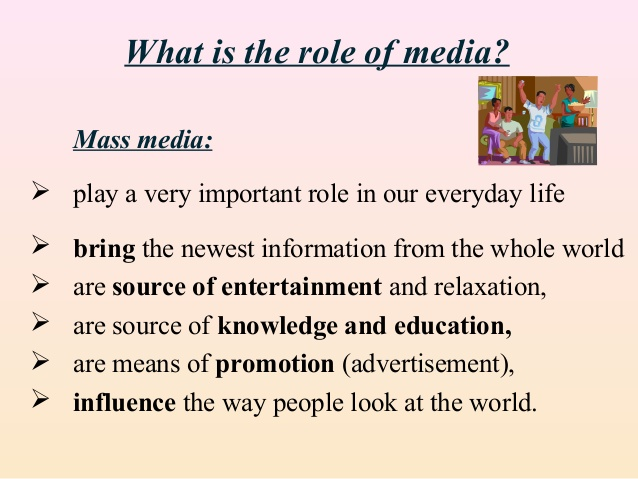 What is the role of media?
Mass media:
➢ play a very important role in our everyday life
➢ bring the newest information from the whole world
➢ are source of entertainment and relaxation,
➢ are source of knowledge and education,
➢ are means of promotion (advertisement),
➢ influence the way people look at the world.